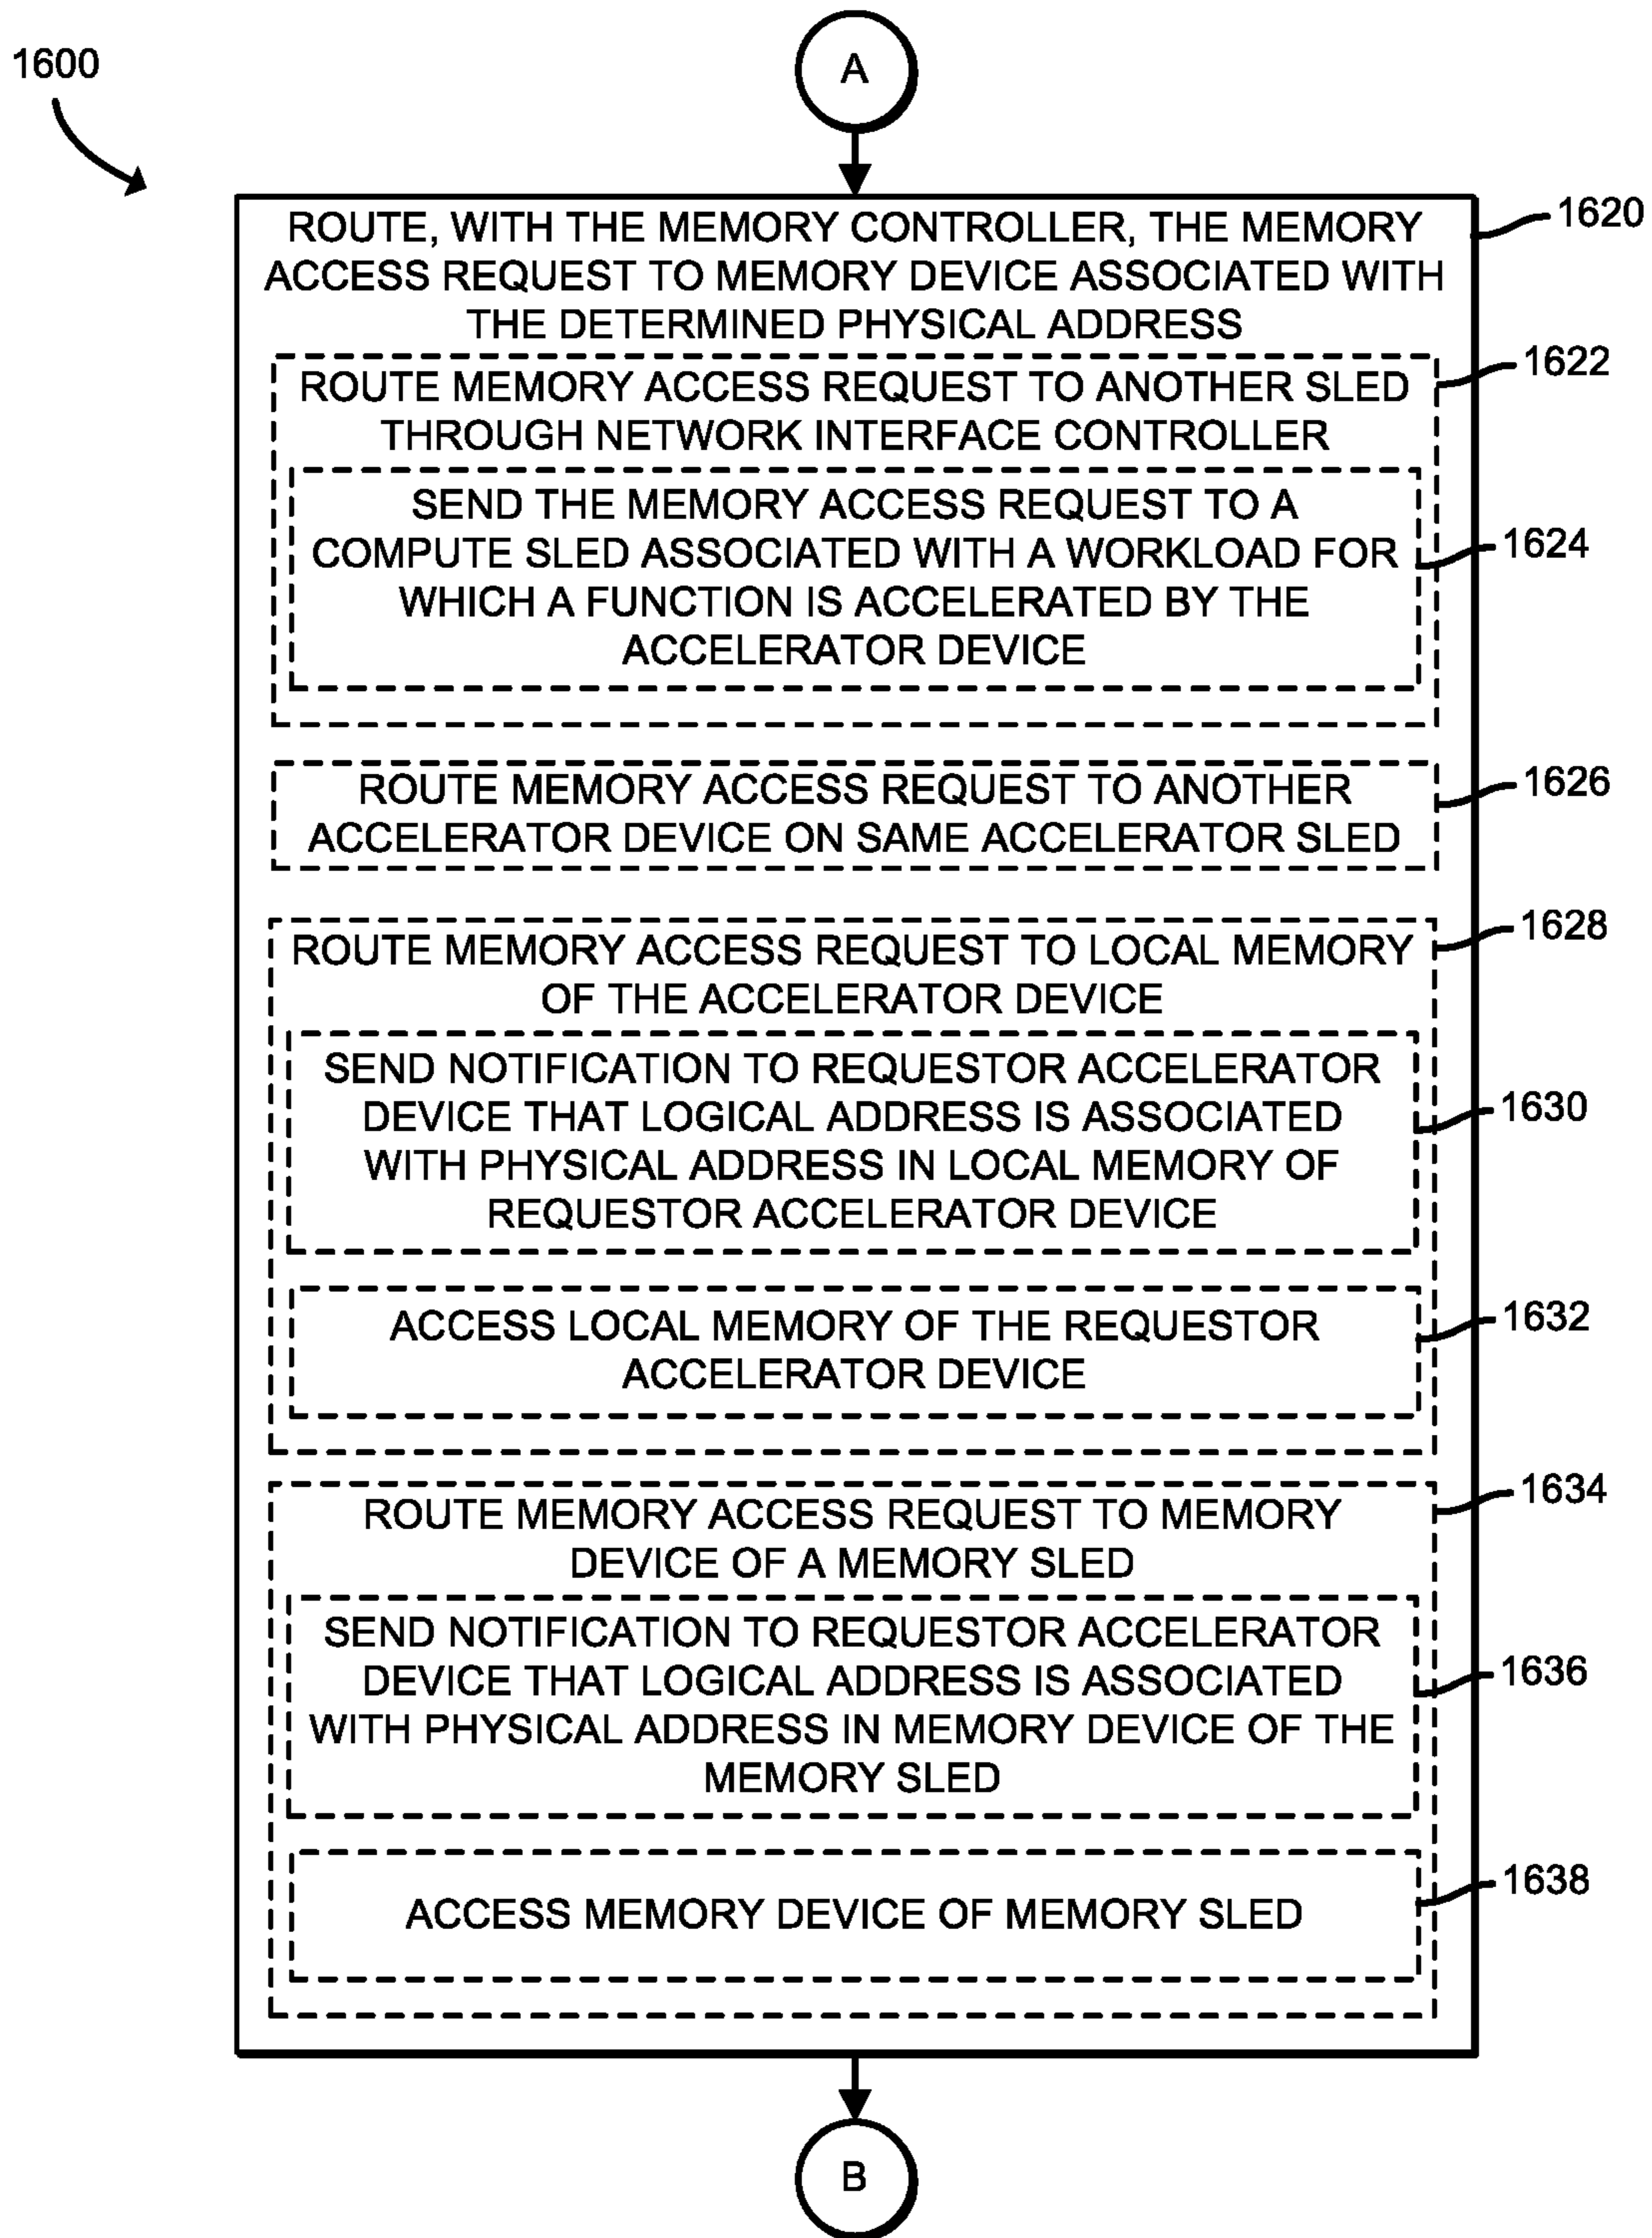 1600
A
ROUTE, WITH THE MEMORY CONTROLLER, THE MEMORY
ACCESS REQUEST TO MEMORY DEVICE ASSOCIATED WITH
THE DETERMINED PHYSICAL ADDRESS
1620
ROUTE MEMORY ACCESS REQUEST TO ANOTHER SLED
THROUGH NETWORK INTERFACE CONTROLLER
1622
SEND THE MEMORY ACCESS REQUEST TO A
COMPUTE SLED ASSOCIATED WITH A WORKLOAD FOR
WHICH A FUNCTION IS ACCELERATED BY THE
ACCELERATOR DEVICE
1624
ROUTE MEMORY ACCESS REQUEST TO ANOTHER
ACCELERATOR DEVICE ON SAME ACCELERATOR SLED
1626
ROUTE MEMORY ACCESS REQUEST TO LOCAL MEMORY
OF THE ACCELERATOR DEVICE
1628
SEND NOTIFICATION TO REQUESTOR ACCELERATOR
DEVICE THAT LOGICAL ADDRESS IS ASSOCIATED
WITH PHYSICAL ADDRESS IN LOCAL MEMORY OF
REQUESTOR ACCELERATOR DEVICE
1630
ACCESS LOCAL MEMORY OF THE REQUESTOR
ACCELERATOR DEVICE
1632
ROUTE MEMORY ACCESS REQUEST TO MEMORY
DEVICE OF A MEMORY SLED
1634
SEND NOTIFICATION TO REQUESTOR ACCELERATOR
DEVICE THAT LOGICAL ADDRESS IS ASSOCIATED
WITH PHYSICAL ADDRESS IN MEMORY DEVICE OF THE
MEMORY SLED
1636
ACCESS MEMORY DEVICE OF MEMORY SLED
1638
B